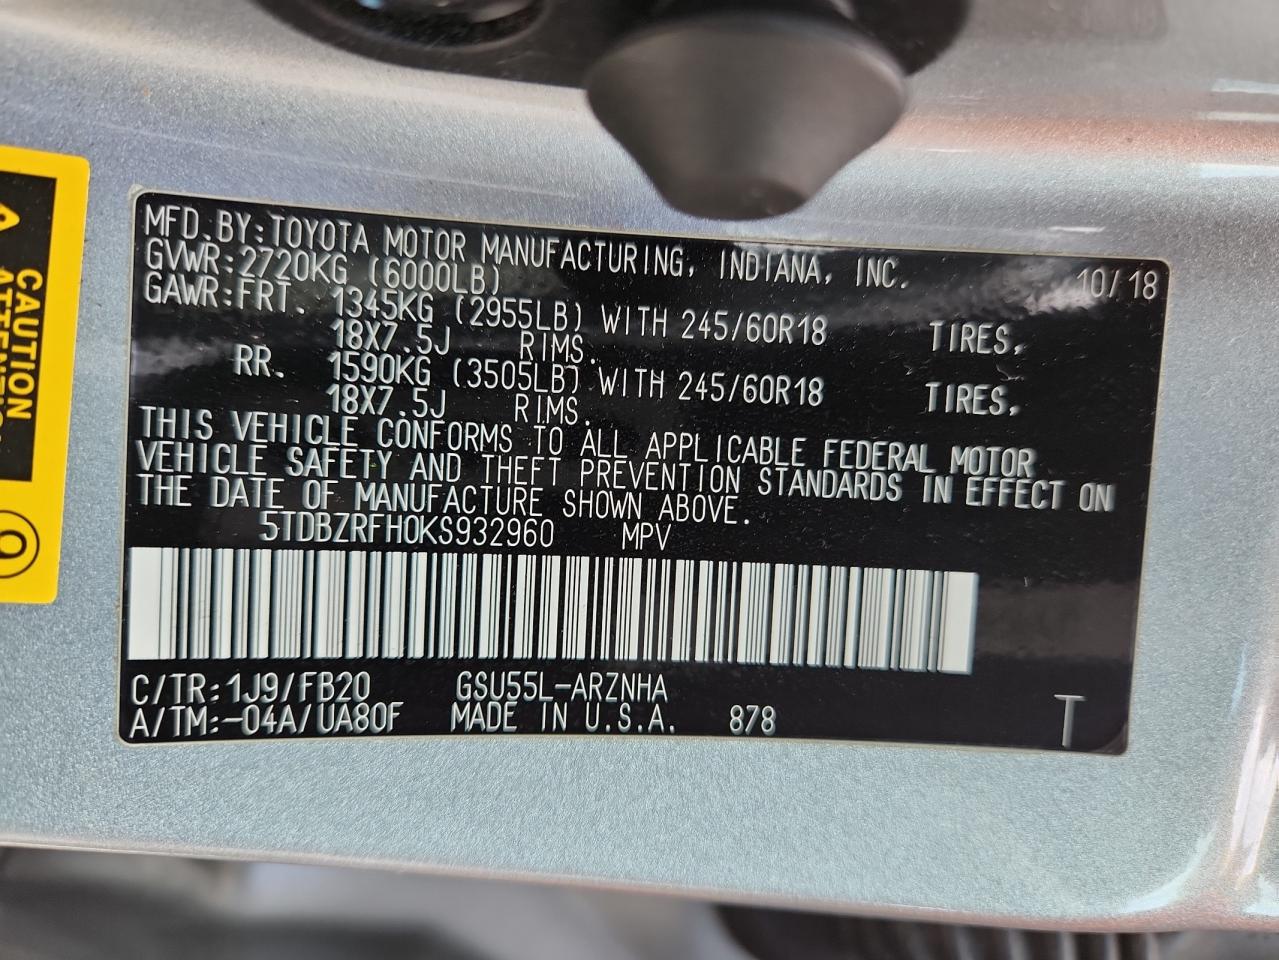 MFD.BY:TOYOTA MOTOR MANUFACTURING, INDIANA, INC. 10/18
GVWR:2720KG (6000LB)
GAWR:FRT. 1345KG (2955LB) WITH 245/60R18 TIRES,
18X7.5J RIMS.
RR. 1590KG (3505LB) WITH 245/60R18 TIRES,
18X7.5J RIMS.
THIS VEHICLE CONFORMS TO ALL APPLICABLE FEDERAL MOTOR
VEHICLE SAFETY AND THEFT PREVENTION STANDARDS IN EFFECT ON
THE DATE OF MANUFACTURE SHOWN ABOVE.
5TDBZRFH0KS932960 MPV
C/TR:1J9/FB20 GSU55L-ARZNHA
A/TM:-04A/UA80F MADE IN U.S.A. 878 T
CAUTION